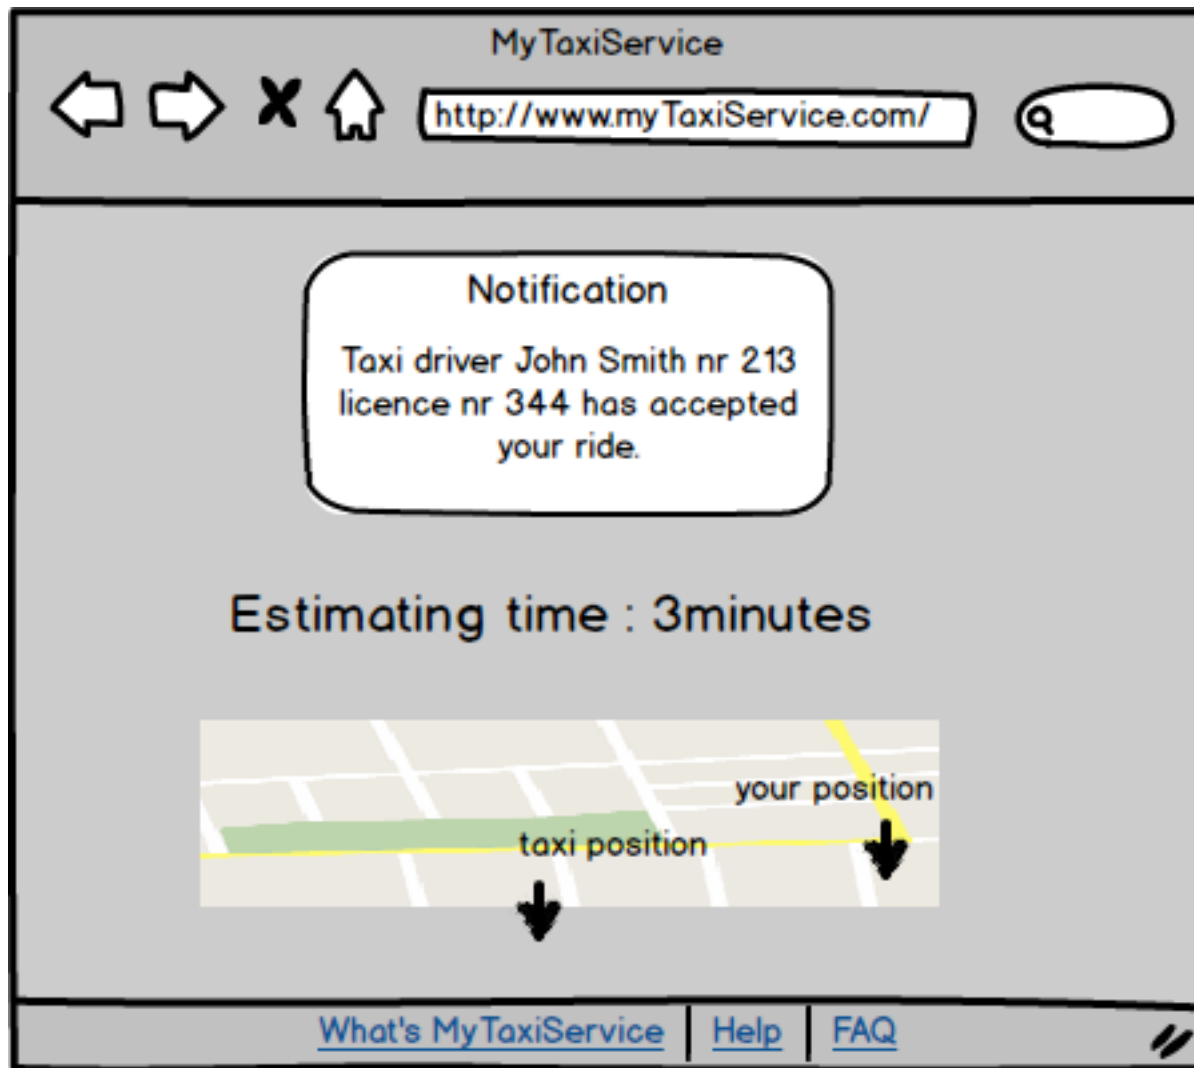 MyTaxiService
http://www.myTaxiService.com/
Notification
Taxi driver John Smith nr 213
licence nr 344 has accepted
your ride.
Estimating time : 3minutes
your position
taxi position
What's MyTaxiService Help FAQ